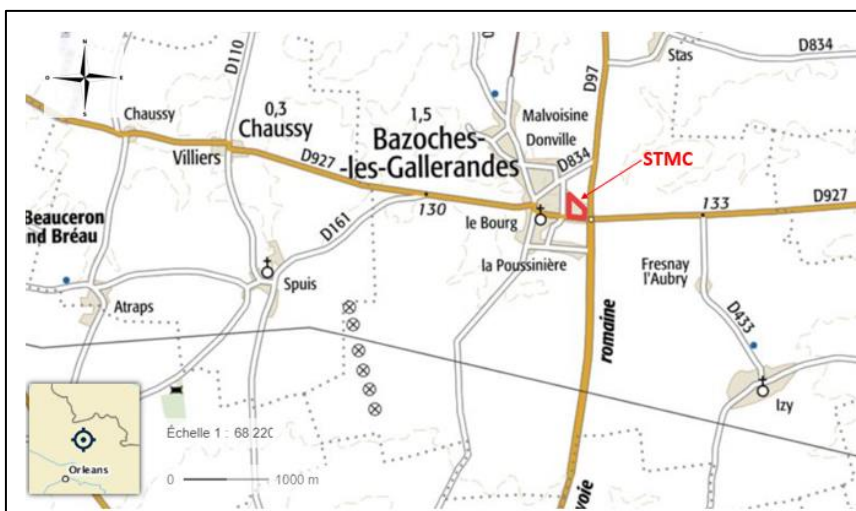 N
O
E
S
D110
D97
D834
Stas
Chaussy
0,3
Chaussy
Villiers
D927
1,5
Bazoches-
-les-Gallerandes
Malvoisine
Donville
D834
STMC
130
133
D927
Beauceron
nd Bréau
D161
le Bourg
la Poussinière
Fresnay
l'Aubry
Spuis
Atraps
romaine
D433
Izy
Échelle 1 : 68 220
0
1000 m
Orleans
voie